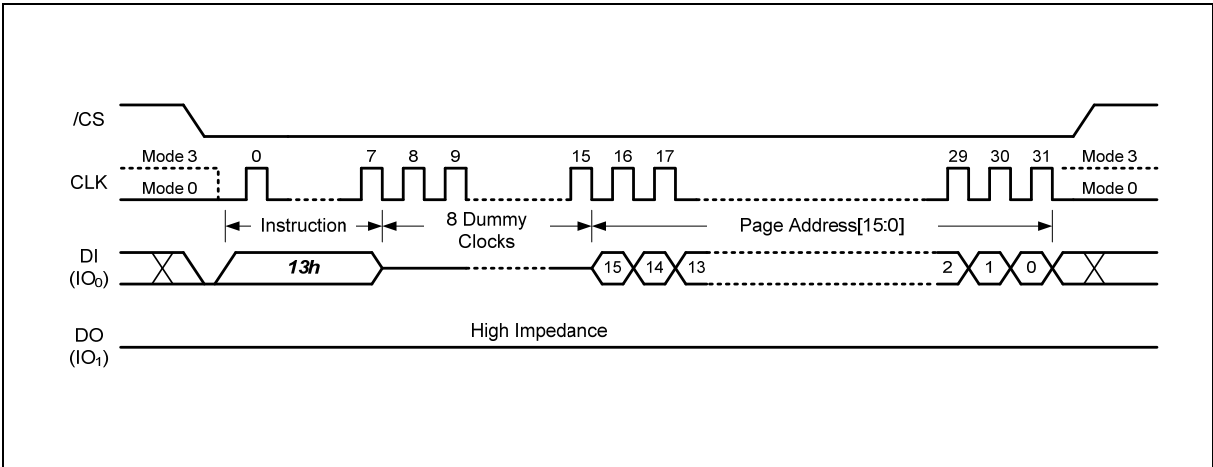 /CS
Mode 3 0 7 8 9 15 16 17 29 30 31 Mode 3
CLK
Mode 0 Mode 0
Instruction 8 Dummy Clocks Page Address[15:0]
DI
(IO₀)
13h 15 14 13 2 1 0
DO
(IO₁)
High Impedance